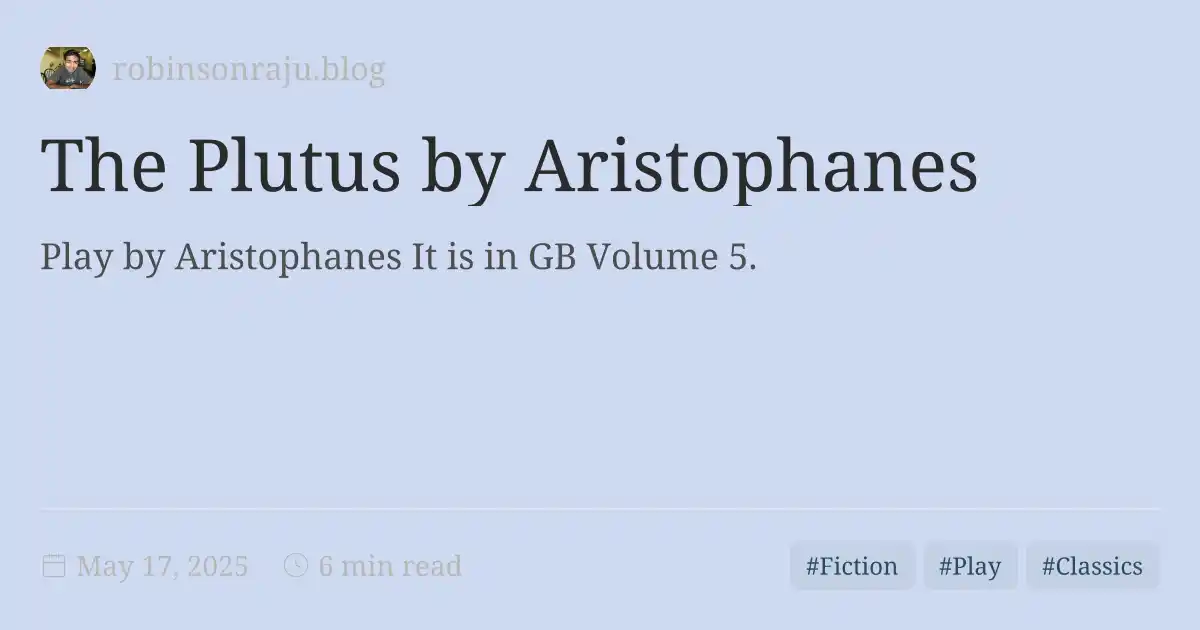 robinsonraju.blog
The Plutus by Aristophanes
Play by Aristophanes It is in GB Volume 5.
May 17, 2025 6 min read #Fiction #Play #Classics